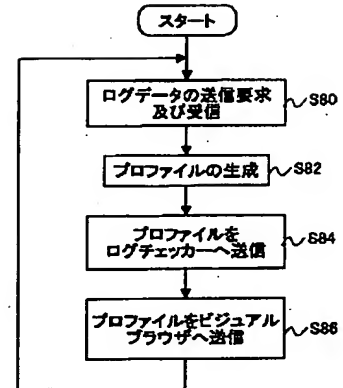 スタート
ログデータの送信要求
及び受信
S80
プロファイルの生成
S82
プロファイルを
ログチェッカーへ送信
S84
プロファイルをビジュアル
ブラウザへ送信
S86